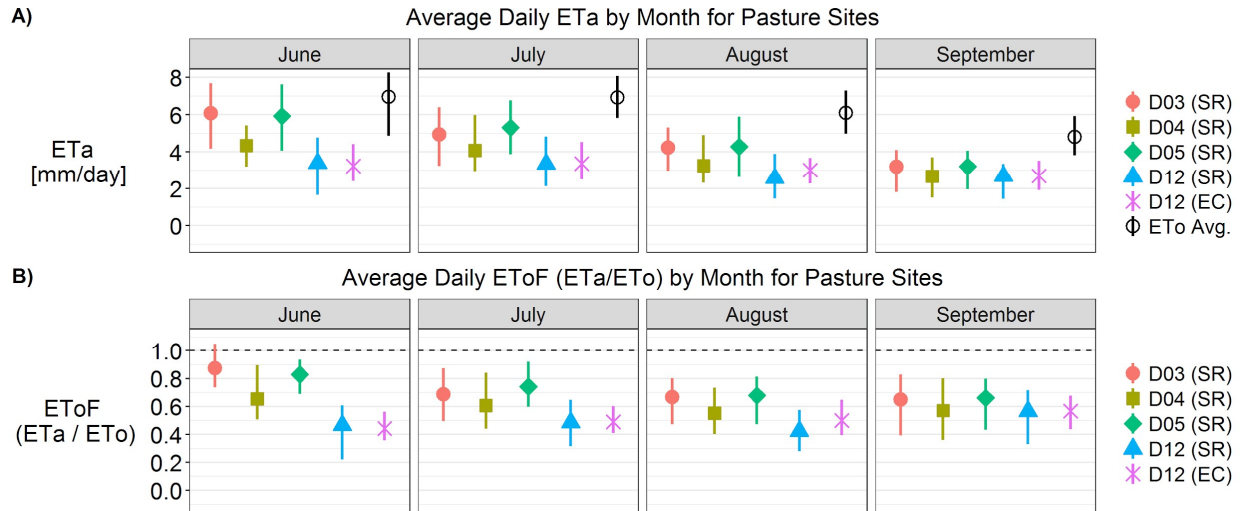 A)
Average Daily ETa by Month for Pasture Sites
June
July
August
September
8
6
4
2
0
ETa
[mm/day]
D03 (SR)
D04 (SR)
D05 (SR)
D12 (SR)
D12 (EC)
ETo Avg.
B)
Average Daily EToF (ETa/ETo) by Month for Pasture Sites
June
July
August
September
1.0
0.8
0.6
0.4
0.2
0.0
EToF
(ETa / ETo)
D03 (SR)
D04 (SR)
D05 (SR)
D12 (SR)
D12 (EC)